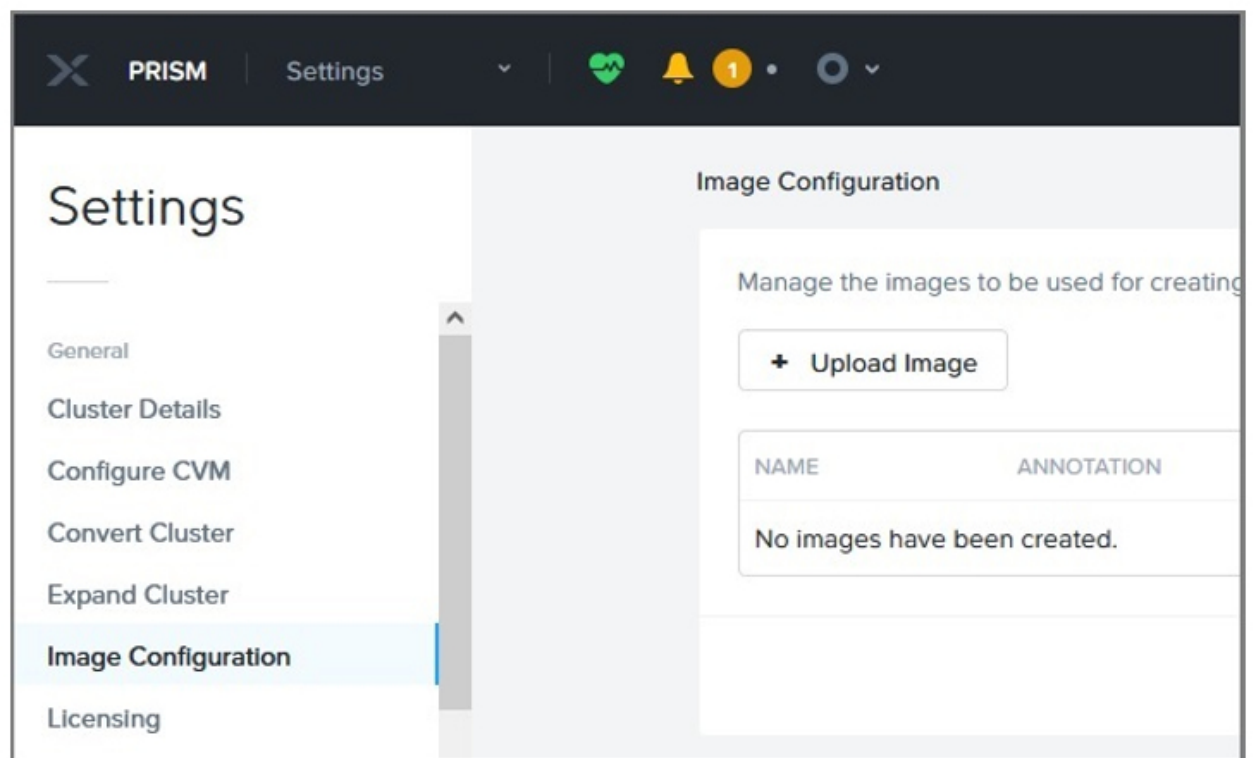 PRISM
Settings
1
Settings
General
Cluster Details
Configure CVM
Convert Cluster
Expand Cluster
Image Configuration
Licensing
Image Configuration
Manage the images to be used for creating
+ Upload Image
NAME ANNOTATION
No images have been created.